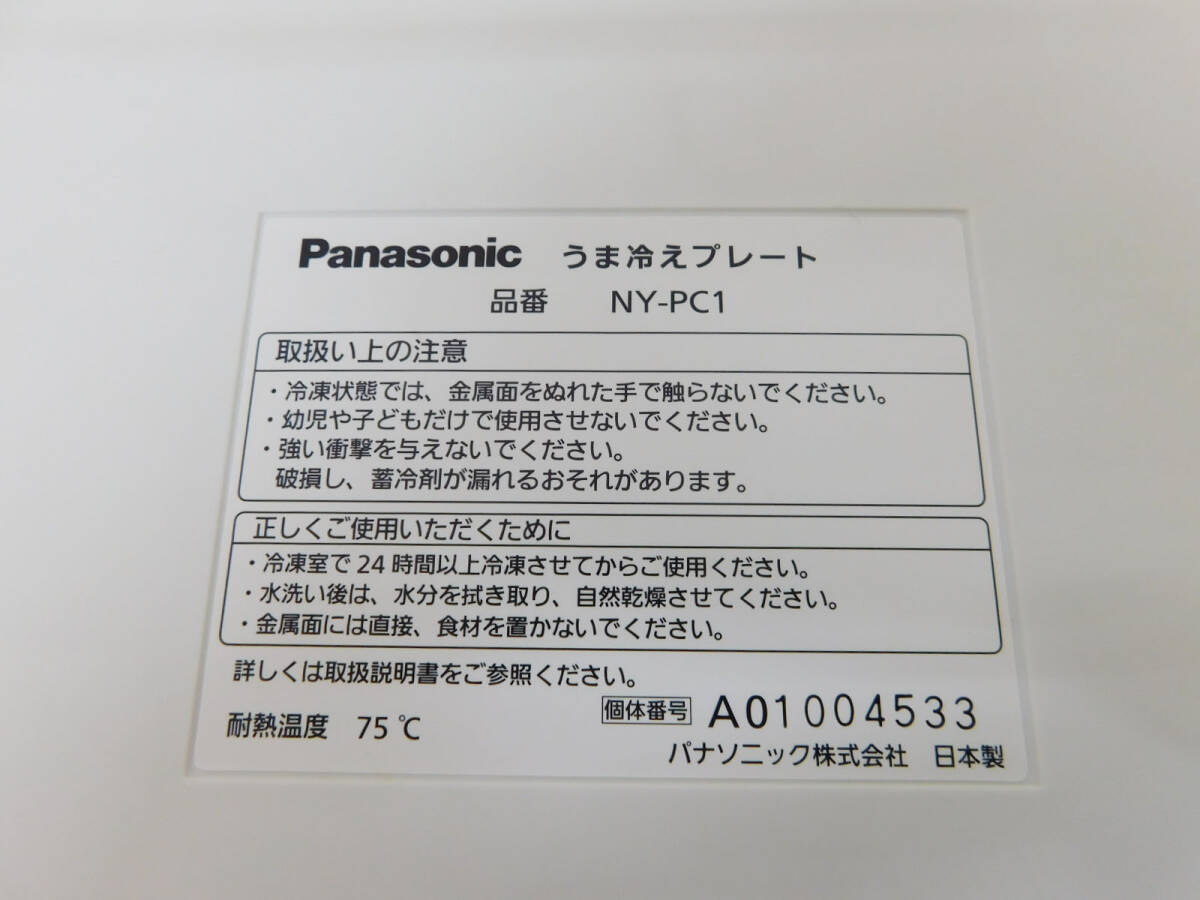 Panasonic うま冷えプレート
品番 NY-PC1
取扱い上の注意
・冷凍状態では、金属面をぬれた手で触らないでください。
・幼児や子どもだけで使用させないでください。
・強い衝撃を与えないでください。
破損し、蓄冷剤が漏れるおそれがあります。
正しくご使用いただくために
・冷凍室で24時間以上冷凍させてからご使用ください。
・水洗い後は、水分を拭き取り、自然乾燥させてください。
・金属面には直接、食材を置かないでください。
詳しくは取扱説明書をご参照ください。
耐熱温度 75℃ 個体番号 A01004533
パナソニック株式会社 日本製